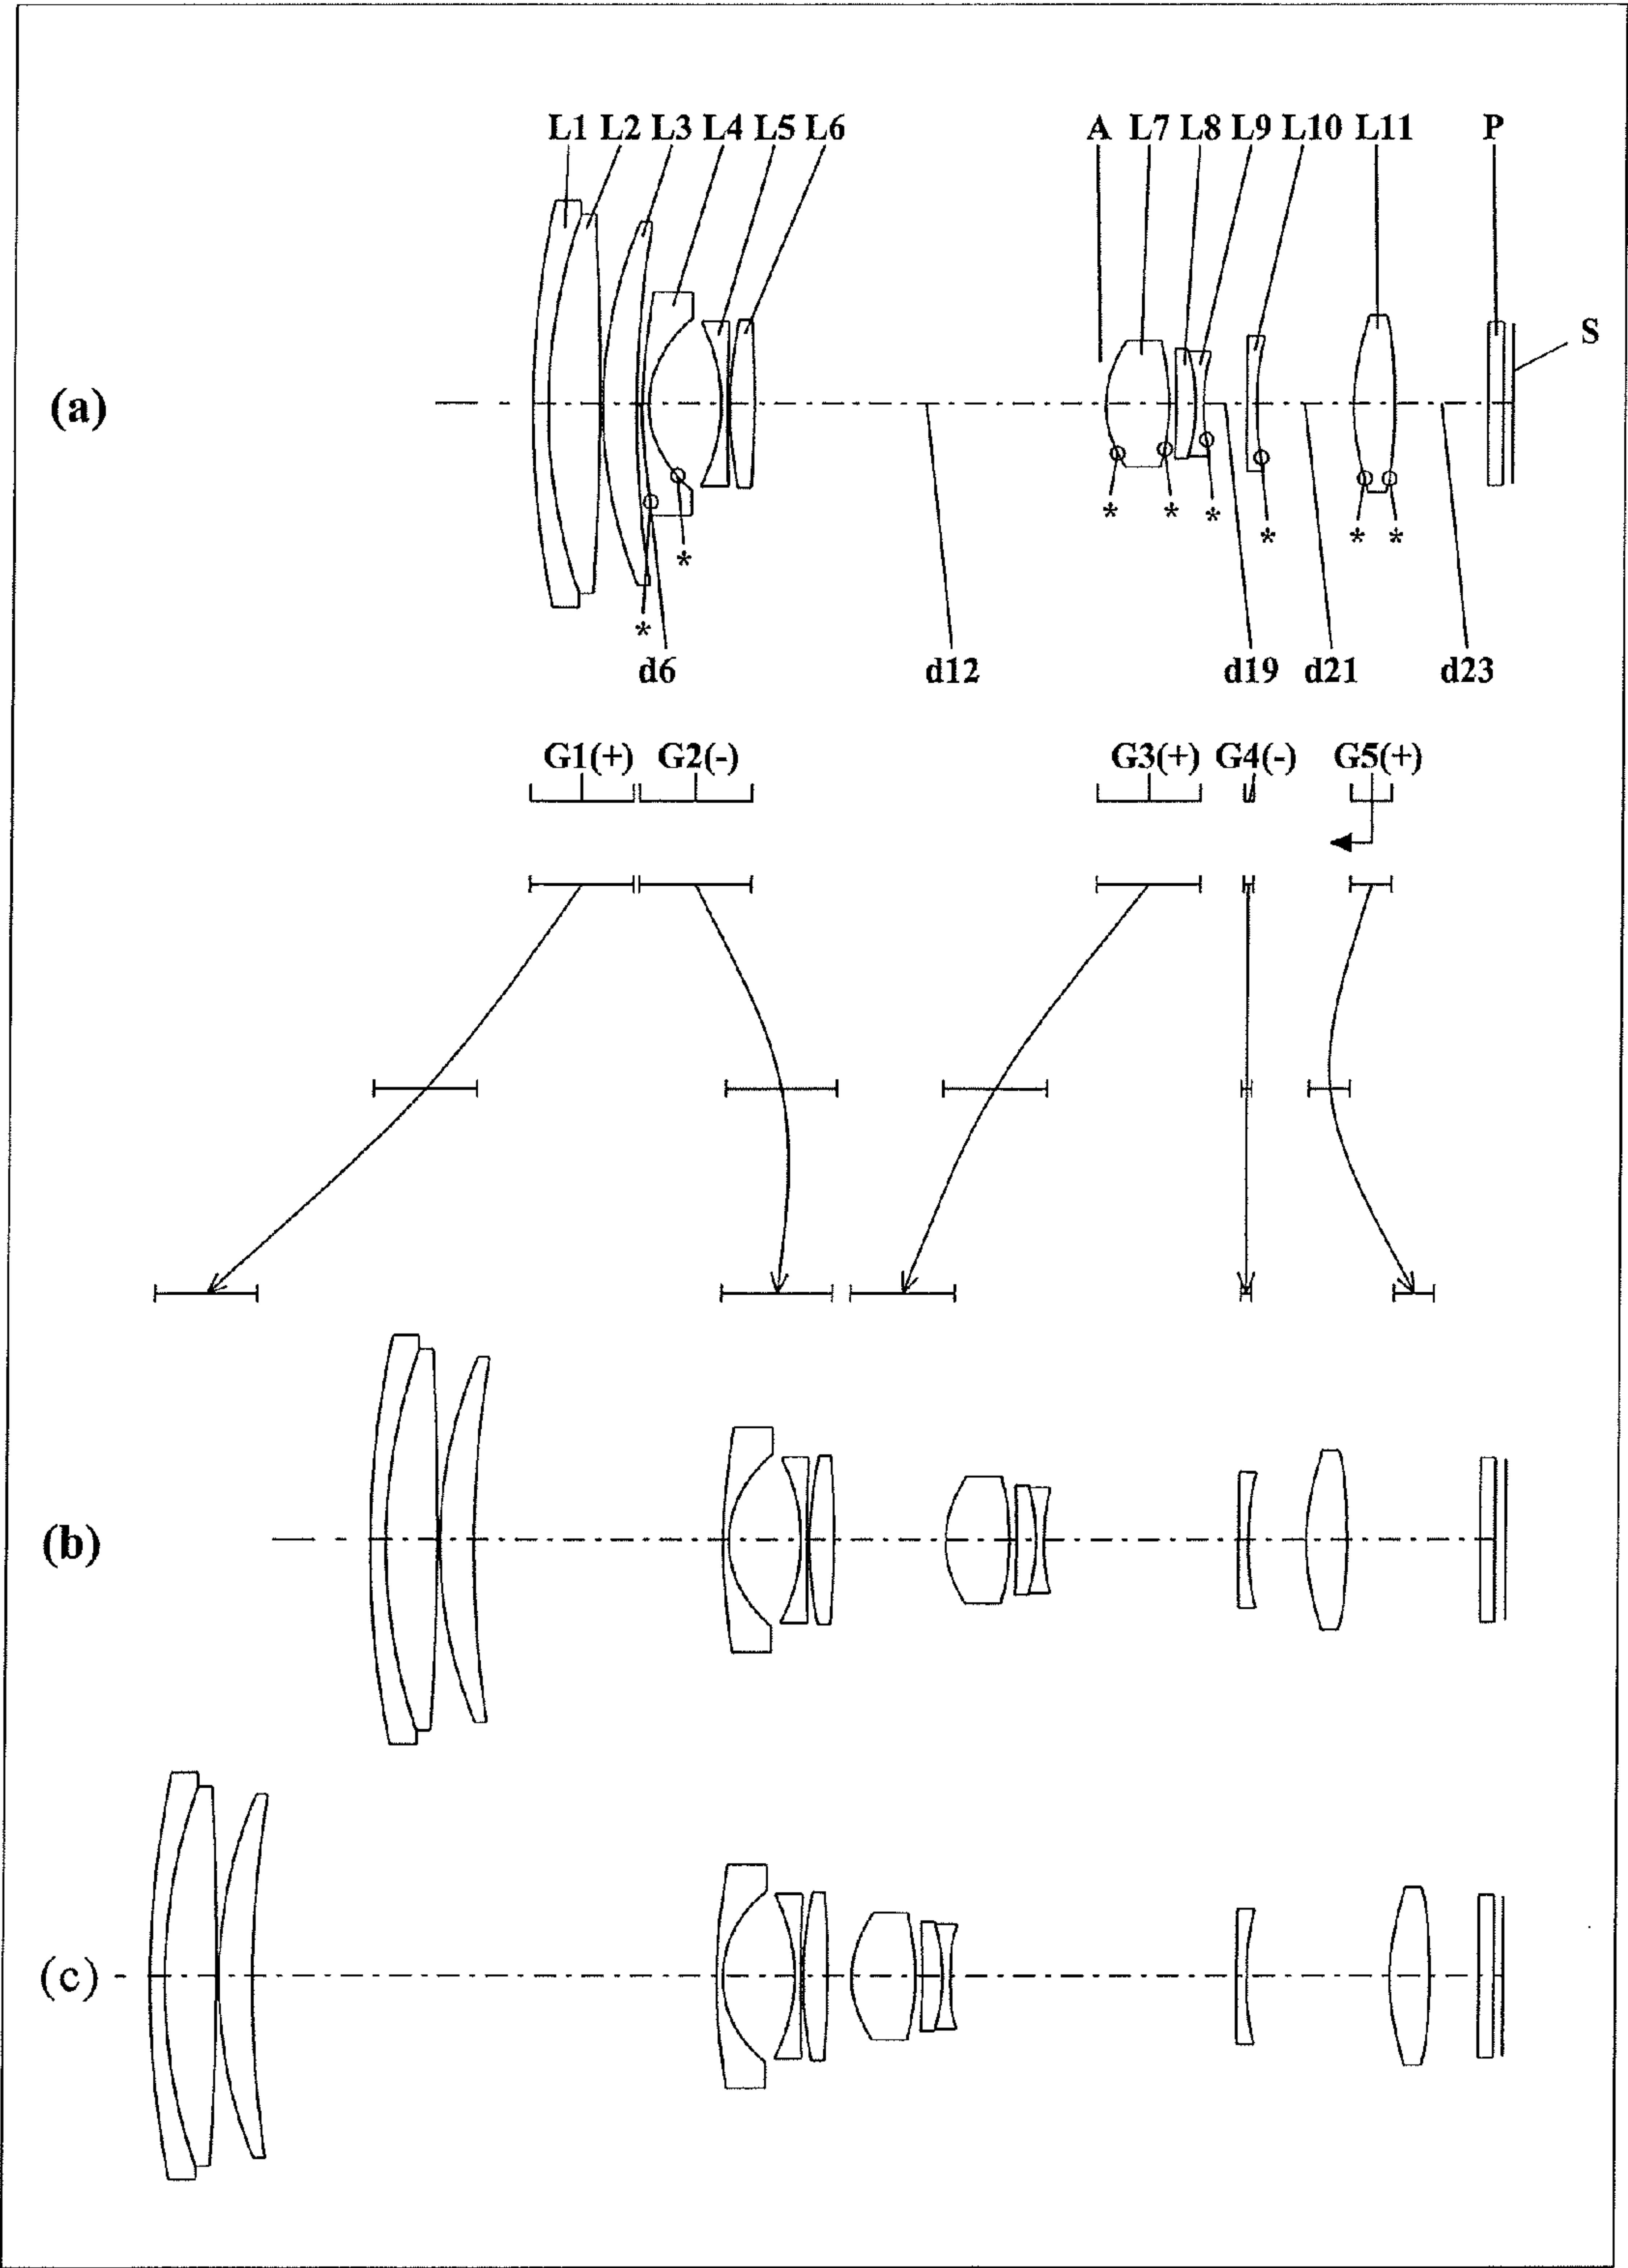 L1 L2 L3 L4 L5 L6 A L7 L8 L9 L10 L11 P
S
(a)
* * * * * * * *
d6 d12 d19 d21 d23
G1(+) G2(-) G3(+) G4(-) G5(+)
(b)
(c)